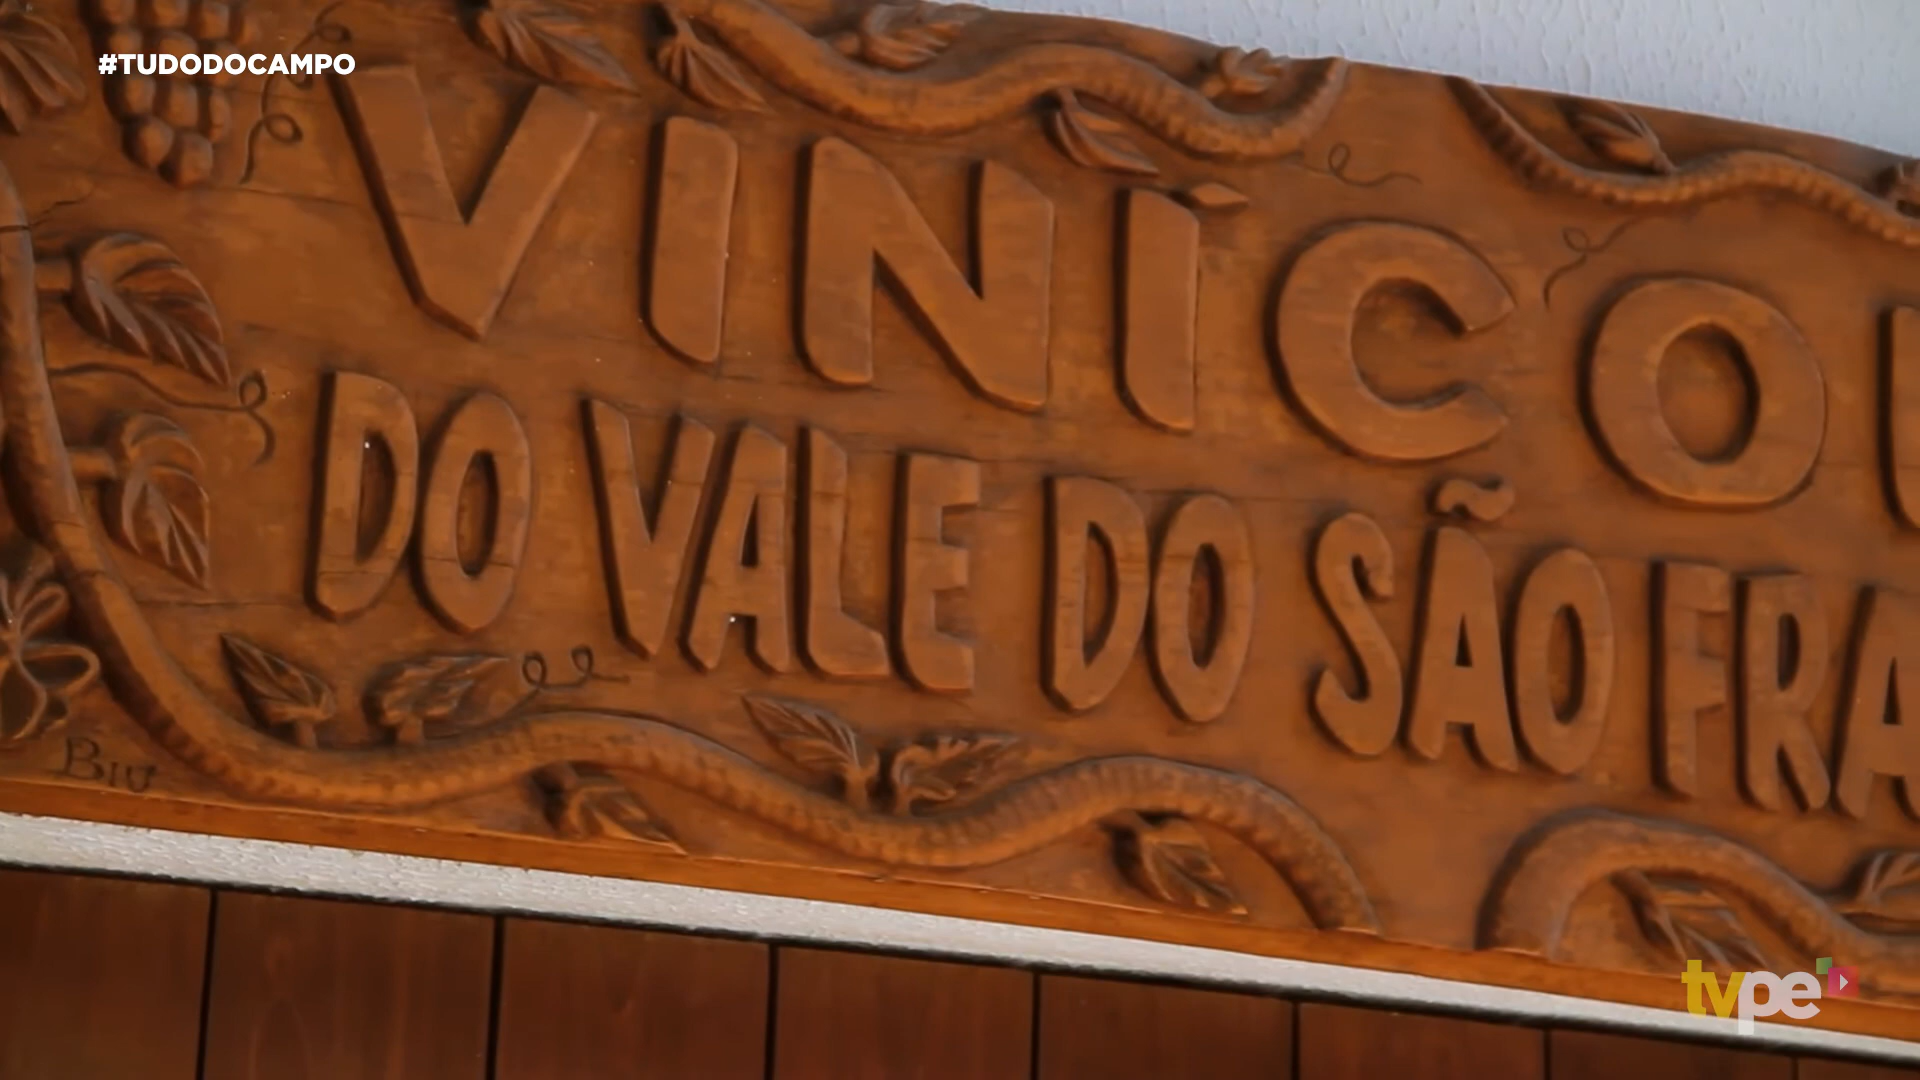 #TUDODOCAMPO
VINÍCO
DO VALE DO SÃO FRA
Biu
tvpe